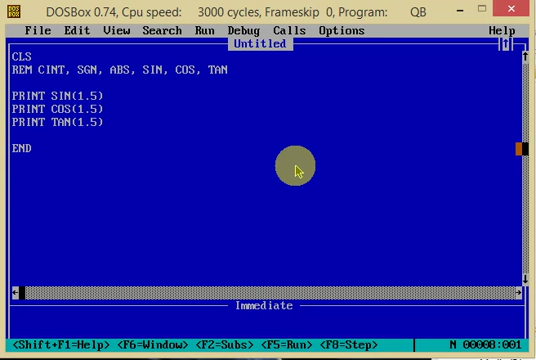 DOSBox 0.74, Cpu speed: 3000 cycles, Frameskip 0, Program: QB
File Edit View Search Run Debug Calls Options Help
Untitled
CLS
REM CINT, SGN, ABS, SIN, COS, TAN
PRINT SIN(1.5)
PRINT COS(1.5)
PRINT TAN(1.5)
END
Immediate
<Shift+F1=Help> <F6=Window> <F2=Subs> <F5=Run> <F8=Step> N 00008:001